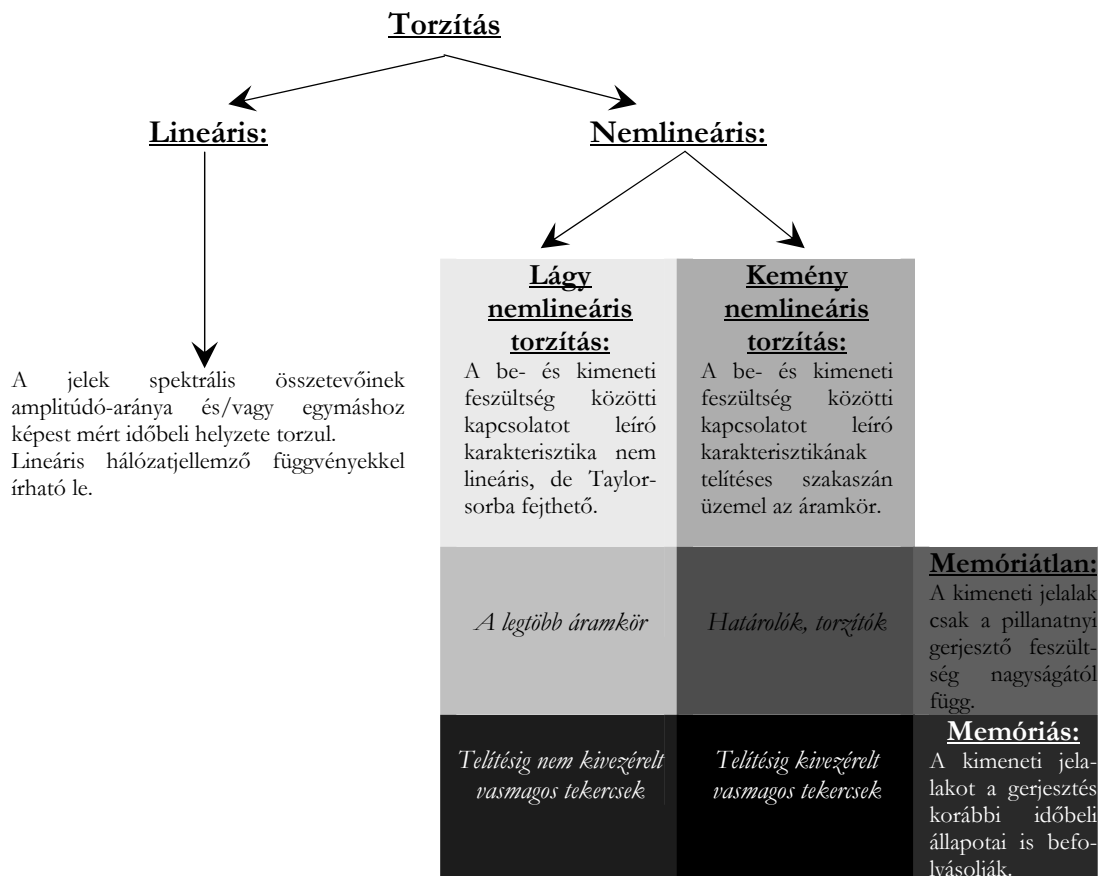 Torzítás
Lineáris:
Nemlineáris:
A jelek spektrális összetevőinek
amplitúdó-aránya és/vagy egymáshoz
képest mért időbeli helyzete torzul.
Lineáris hálózatjellemző függvényekkel
írható le.
Lágy
nemlineáris
torzítás:
A be- és kimeneti
feszültség közötti
kapcsolatot leíró
karakterisztika nem
lineáris, de Taylor-
sorba fejthető.
Kemény
nemlineáris
torzítás:
A be- és kimeneti
feszültség közötti
kapcsolatot leíró
karakterisztikának
telítéses szakaszán
üzemel az áramkör.
A legtöbb áramkör
Határolók, torzítók
Memóriátlan:
A kimeneti jelalak
csak a pillanatnyi
gerjesztő feszült-
ség nagyságától
függ.
Telítésig nem kivezérelt
vasmagos tekercsek
Telítésig kivezérelt
vasmagos tekercsek
Memóriás:
A kimeneti jela-
lakot a gerjesztés
korábbi időbeli
állapotai is befo-
lyásolják.